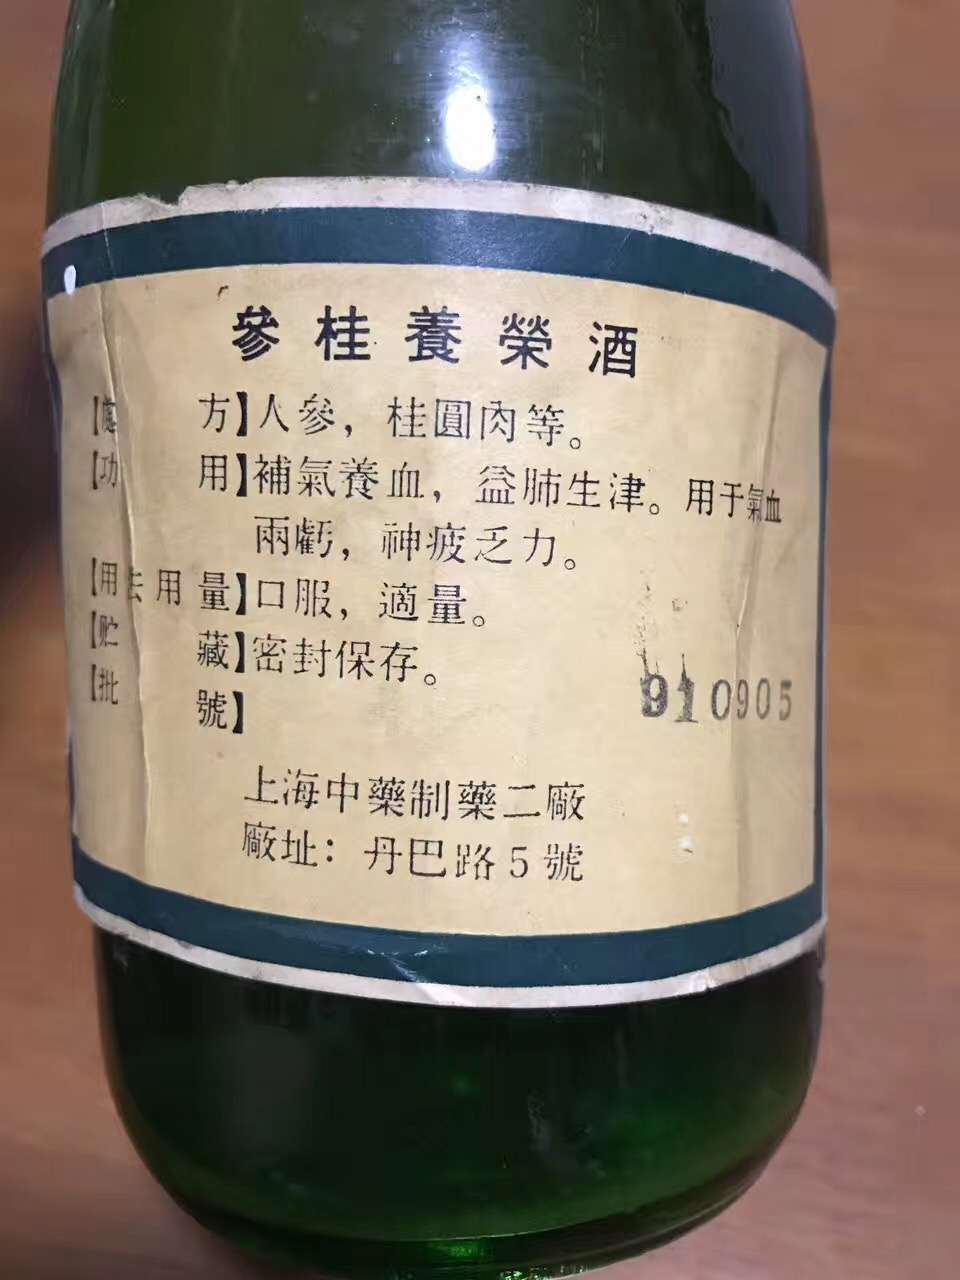 參桂養榮酒
【處 方】人參，桂圓肉等。
【功 用】補氣養血，益肺生津。用于氣血
兩虧，神疲乏力。
【用法用量】口服，適量。
【贮 藏】密封保存。
【批 號】 910905
上海中藥制藥二廠
廠址：丹巴路5號